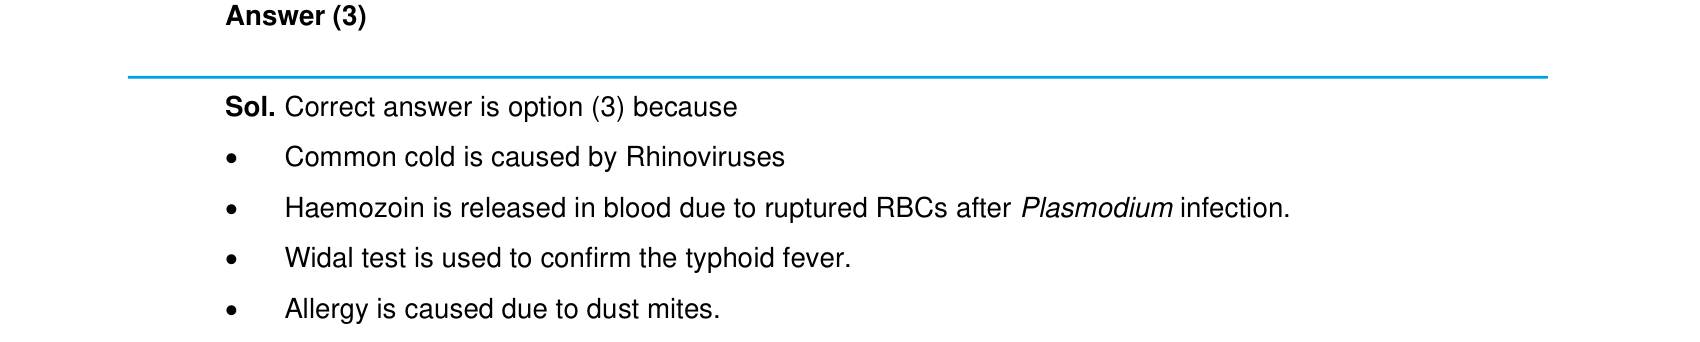 Answer (3)
Sol. Correct answer is option (3) because
• Common cold is caused by Rhinoviruses
• Haemozoin is released in blood due to ruptured RBCs after Plasmodium infection.
• Widal test is used to confirm the typhoid fever.
• Allergy is caused due to dust mites.